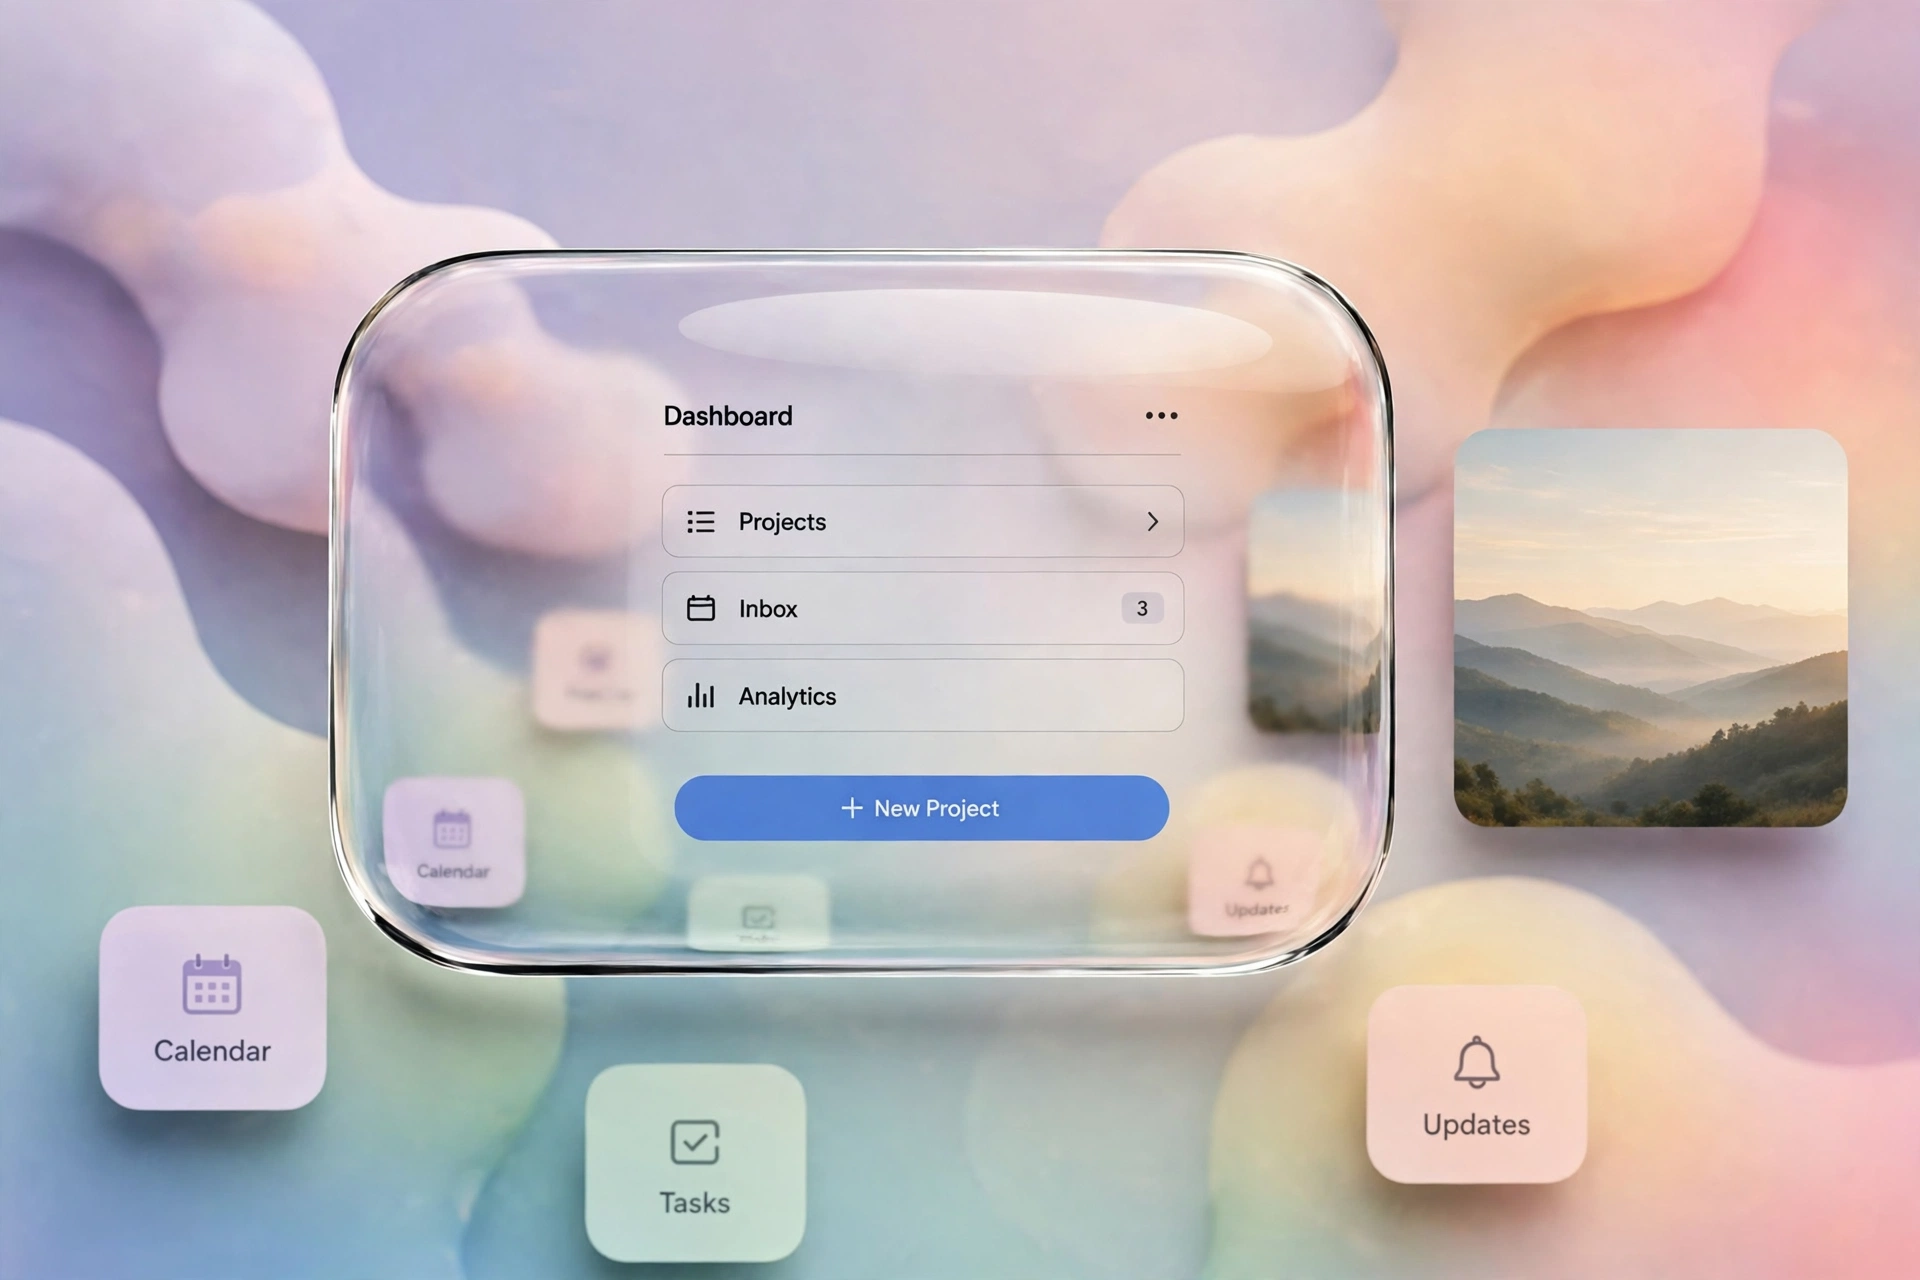 Dashboard
Projects
Inbox
3
Analytics
New Project
Calendar
Updates
Calendar
Tasks
Updates